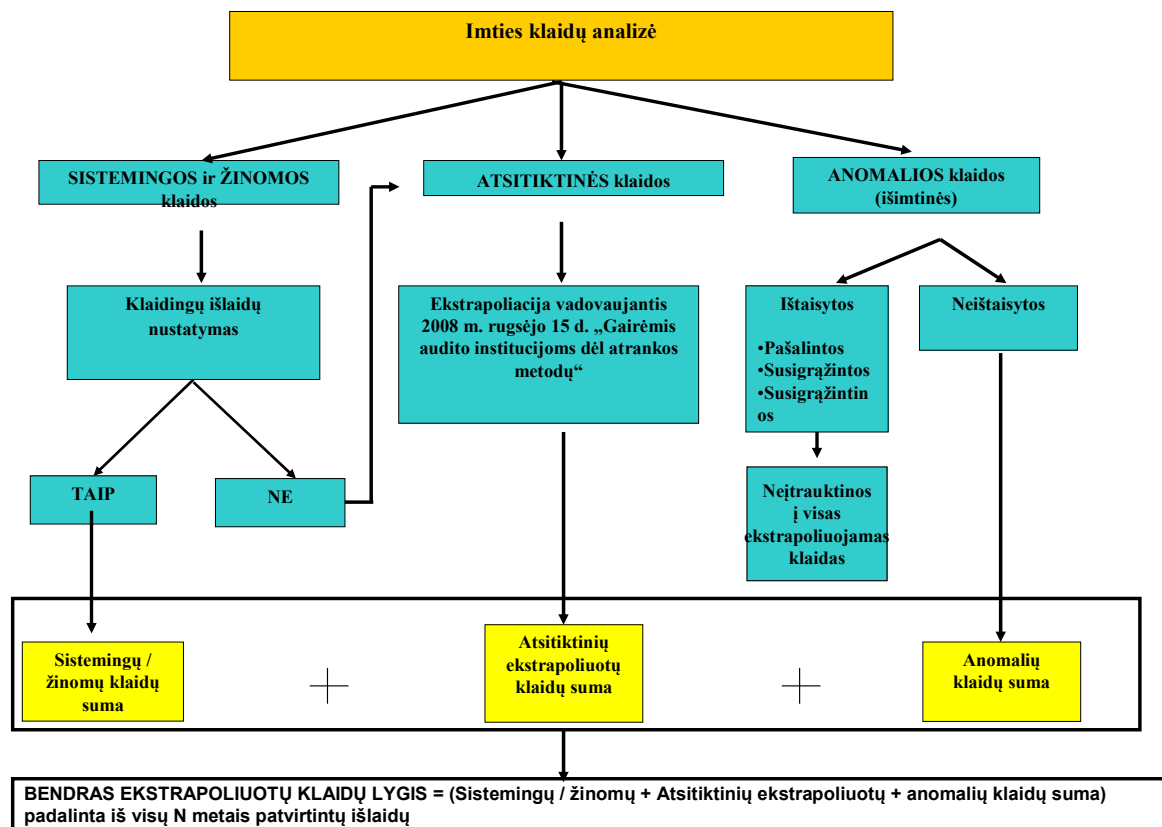 Imties klaidų analizė
SISTEMINGOS ir ŽINOMOS
klaidos
ATSITIKTINĖS klaidos
ANOMALIOS klaidos
(išimtinės)
Klaidingų išlaidų
nustatymas
Ekstrapoliacija vadovaujantis
2008 m. rugsėjo 15 d. „Gairėmis
audito institucijoms dėl atrankos
metodų“
Ištaisytos
•Pašalintos
•Susigrąžintos
•Susigrąžintin
os
Neištaisytos
TAIP
NE
Neįtrauktinos
į visas
ekstrapoliuojamas
klaidas
Sistemingų /
žinomų klaidų
suma
+
Atsitiktinių
ekstrapoliuotų
klaidų suma
+
Anomalių
klaidų suma
BENDRAS EKSTRAPOLIUOTŲ KLAIDŲ LYGIS = (Sistemingų / žinomų + Atsitiktinių ekstrapoliuotų + anomalių klaidų suma)
padalinta iš visų N metais patvirtintų išlaidų